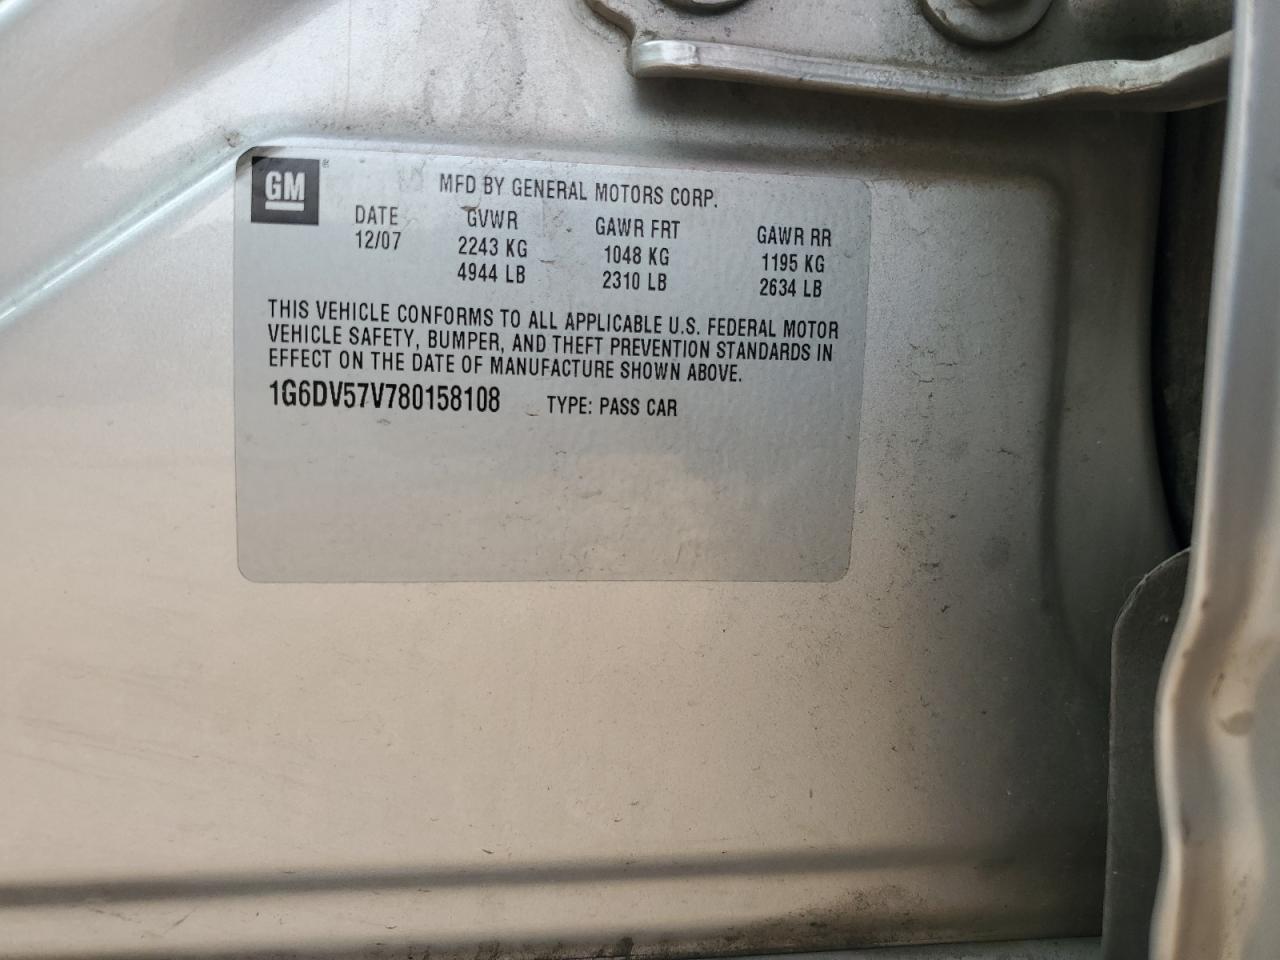 GM ®
MFD BY GENERAL MOTORS CORP.
DATE GVWR GAWR FRT GAWR RR
12/07 2243 KG 1048 KG 1195 KG
4944 LB 2310 LB 2634 LB
THIS VEHICLE CONFORMS TO ALL APPLICABLE U.S. FEDERAL MOTOR
VEHICLE SAFETY, BUMPER, AND THEFT PREVENTION STANDARDS IN
EFFECT ON THE DATE OF MANUFACTURE SHOWN ABOVE.
1G6DV57V780158108 TYPE: PASS CAR